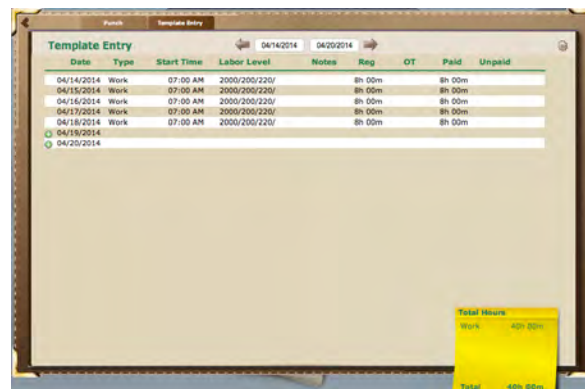 Punch Template Entry
Template Entry 04/14/2014 04/20/2014
Date Type Start Time Labor Level Notes Reg OT Paid Unpaid
04/14/2014 Work 07:00 AM 2000/200/220/ 8h 00m 8h 00m
04/15/2014 Work 07:00 AM 2000/200/220/ 8h 00m 8h 00m
04/16/2014 Work 07:00 AM 2000/200/220/ 8h 00m 8h 00m
04/17/2014 Work 07:00 AM 2000/200/220/ 8h 00m 8h 00m
04/18/2014 Work 07:00 AM 2000/200/220/ 8h 00m 8h 00m
04/19/2014
04/20/2014
Total Hours
Work 40h 00m
Total 40h 00m